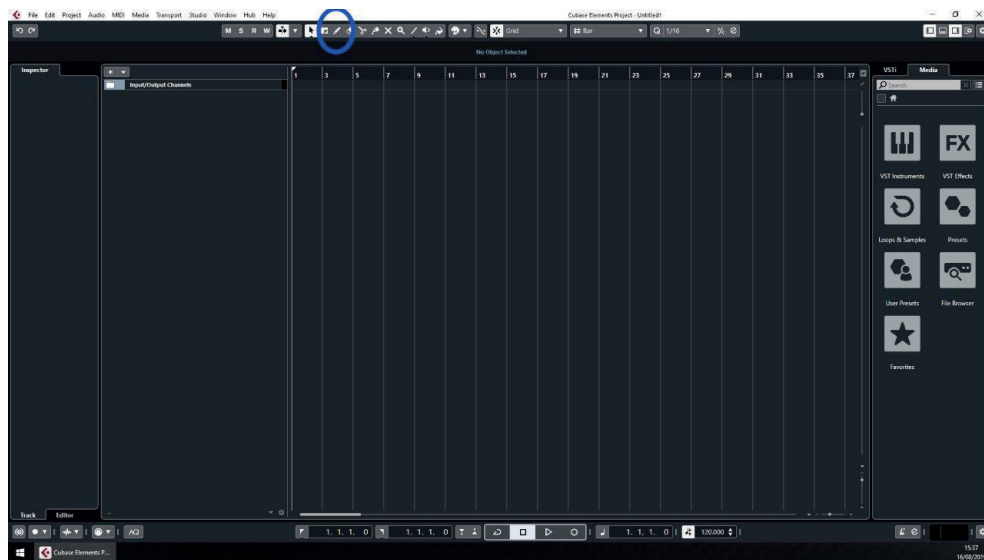 File Edit Project Audio MIDI Media Transport Studio Window Hub Help
Cubase Elements Project - Untitled1
M S R W
Grid
Bar
Q 1/16
No Object Selected
Inspector
1 3 5 7 9 11 13 15 17 19 21 23 25 27 29 31 33 35 37
VSTi Media
Input/Output Channels
Search
FX
VST Instruments VST Effects
Loops & Samples Presets
User Presets File Browser
Favorites
Track Editor
AQ
1. 1. 1. 0
1. 1. 1. 0
1. 1. 1. 0
120.000
Cubase Elements P...
15:37